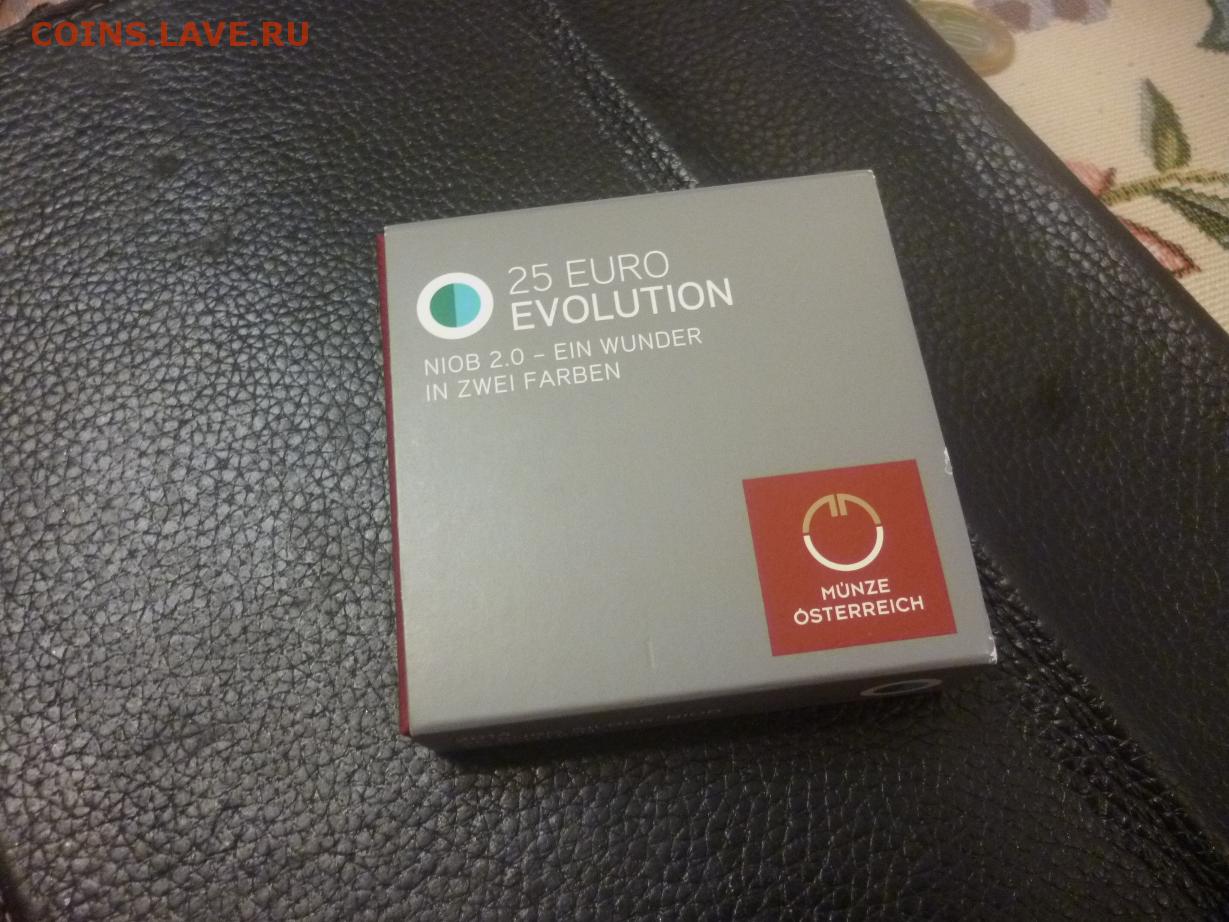 COINS.LAVE.RU
25 EURO
EVOLUTION
NIOB 2.0 – EIN WUNDER
IN ZWEI FARBEN
MÜNZE
ÖSTERREICH